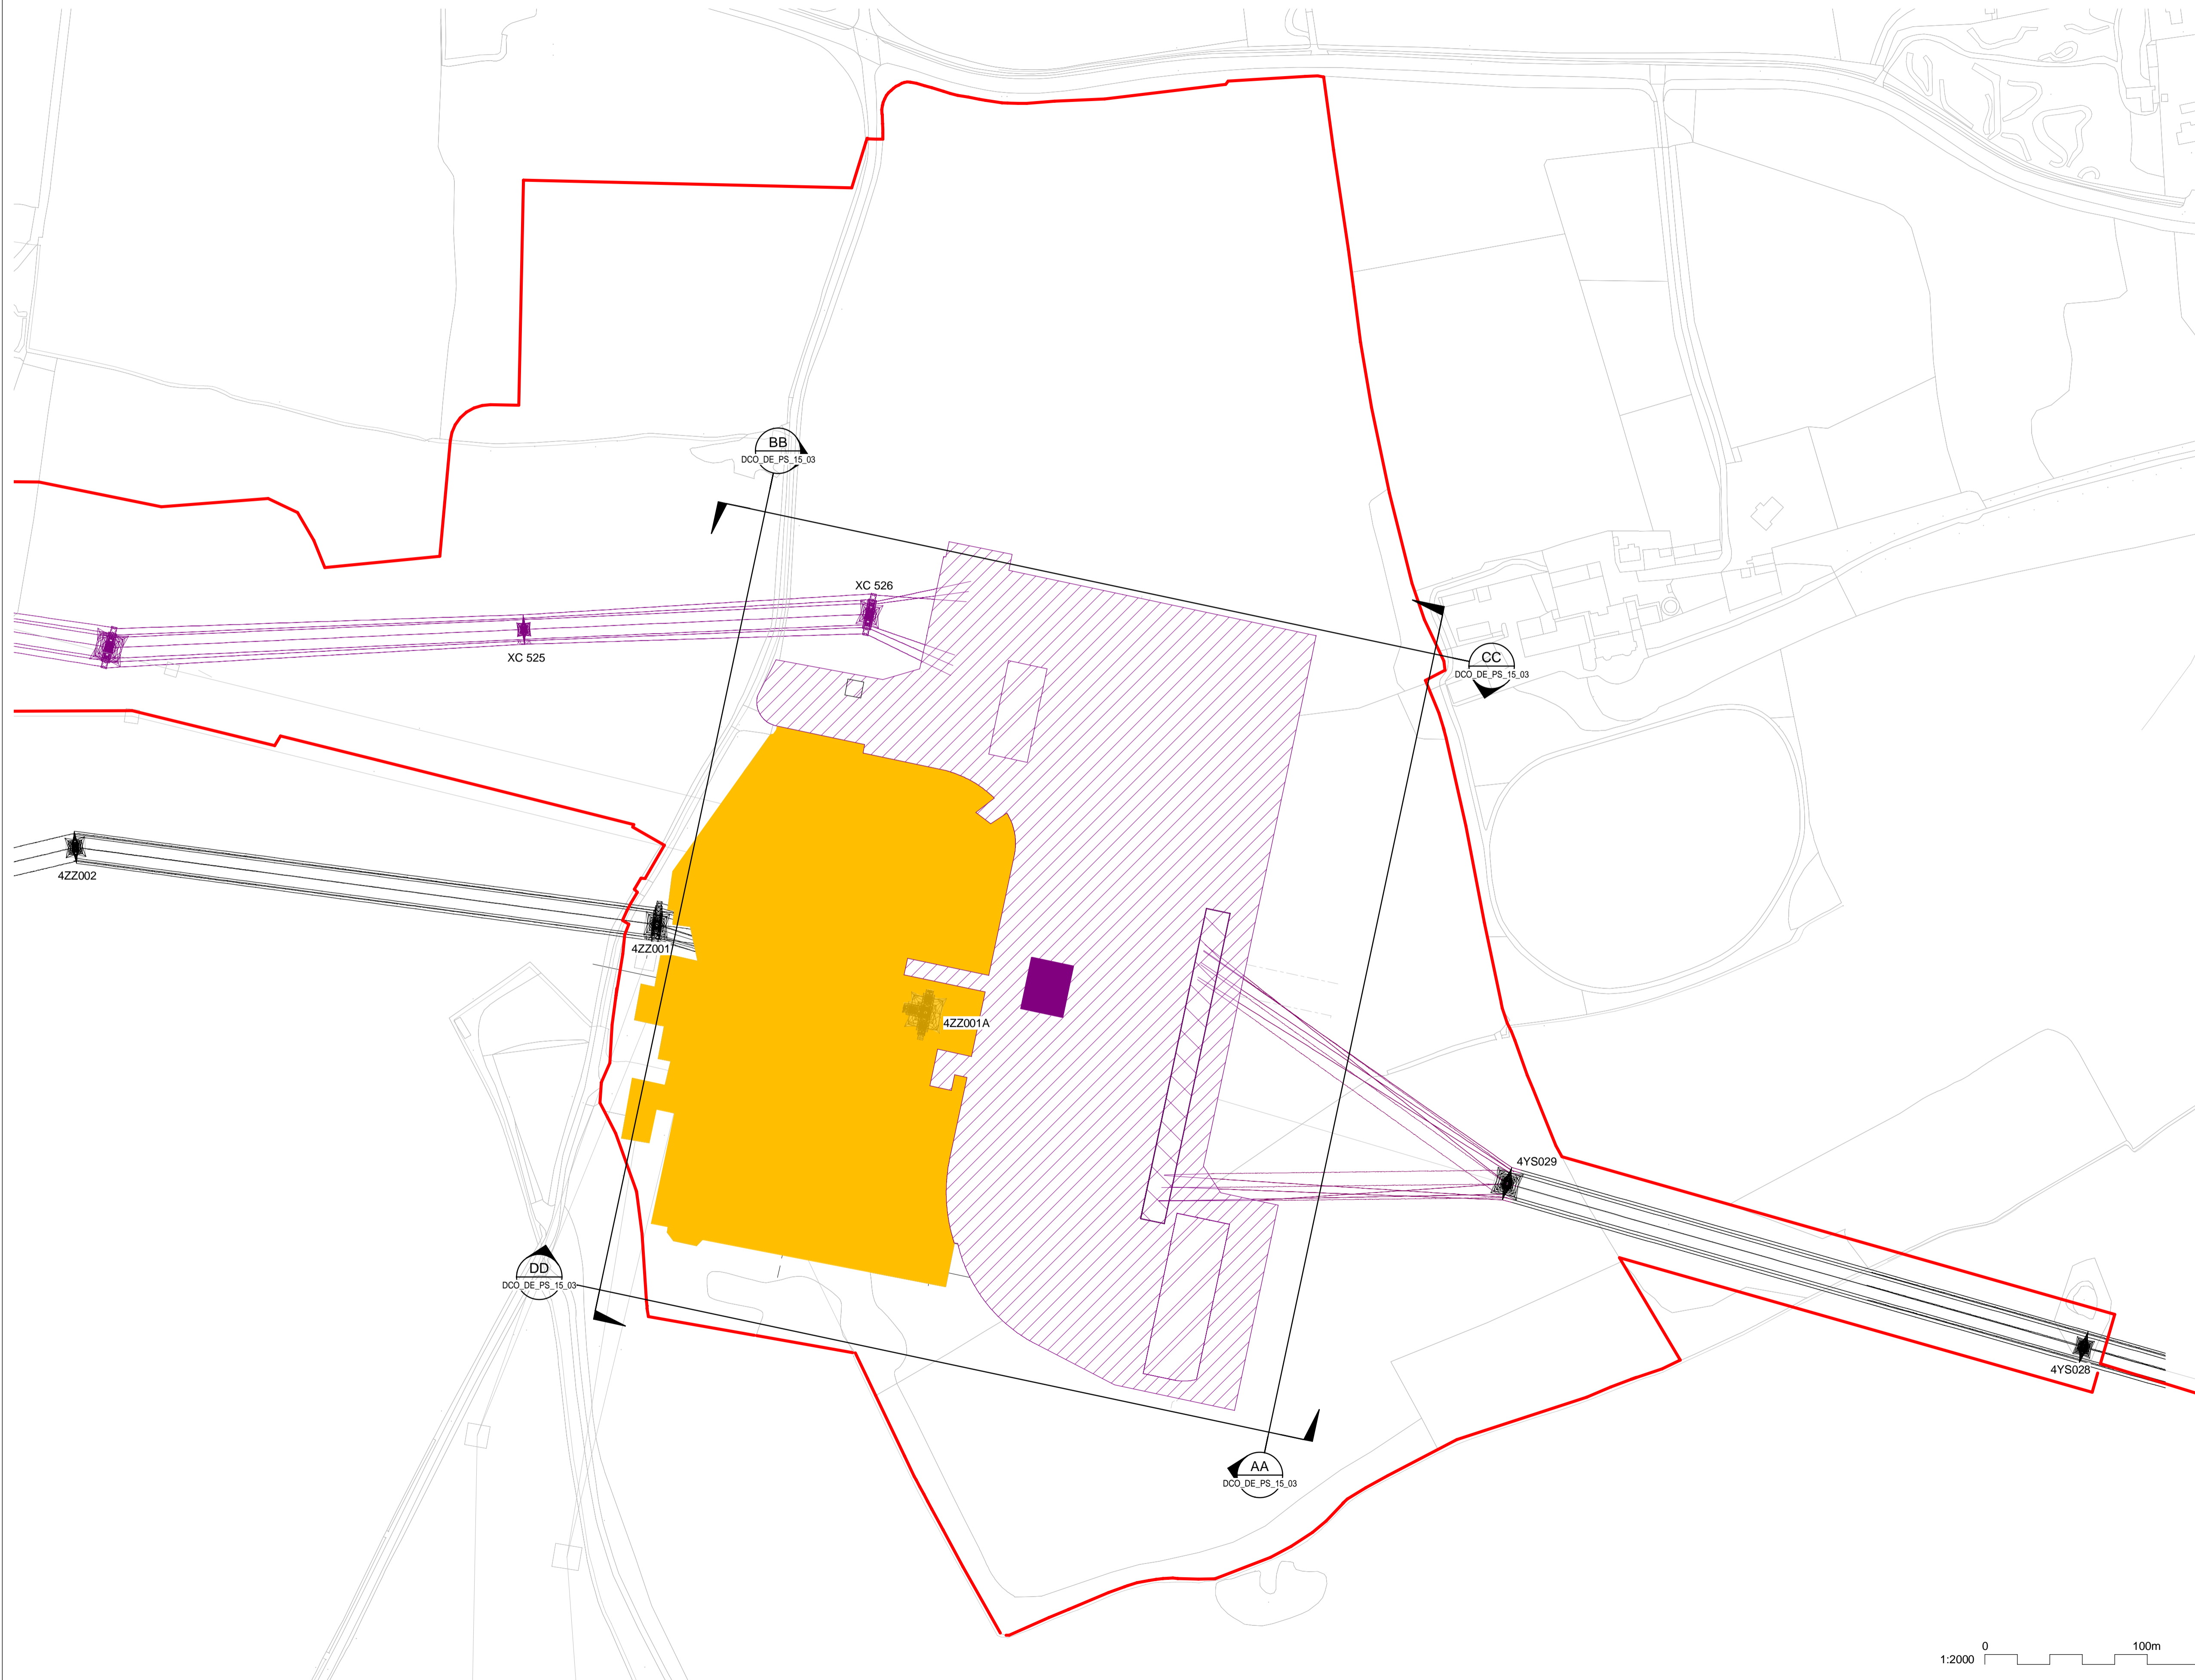 BB
DCO_DE_PS_15_03
XC 526
XC 525
CC
DCO_DE_PS_15_03
4ZZ002
4ZZ001
4ZZ001A
4YS029
DD
DCO_DE_PS_15_03
4YS028
AA
DCO_DE_PS_15_03
0 100m
1:2000